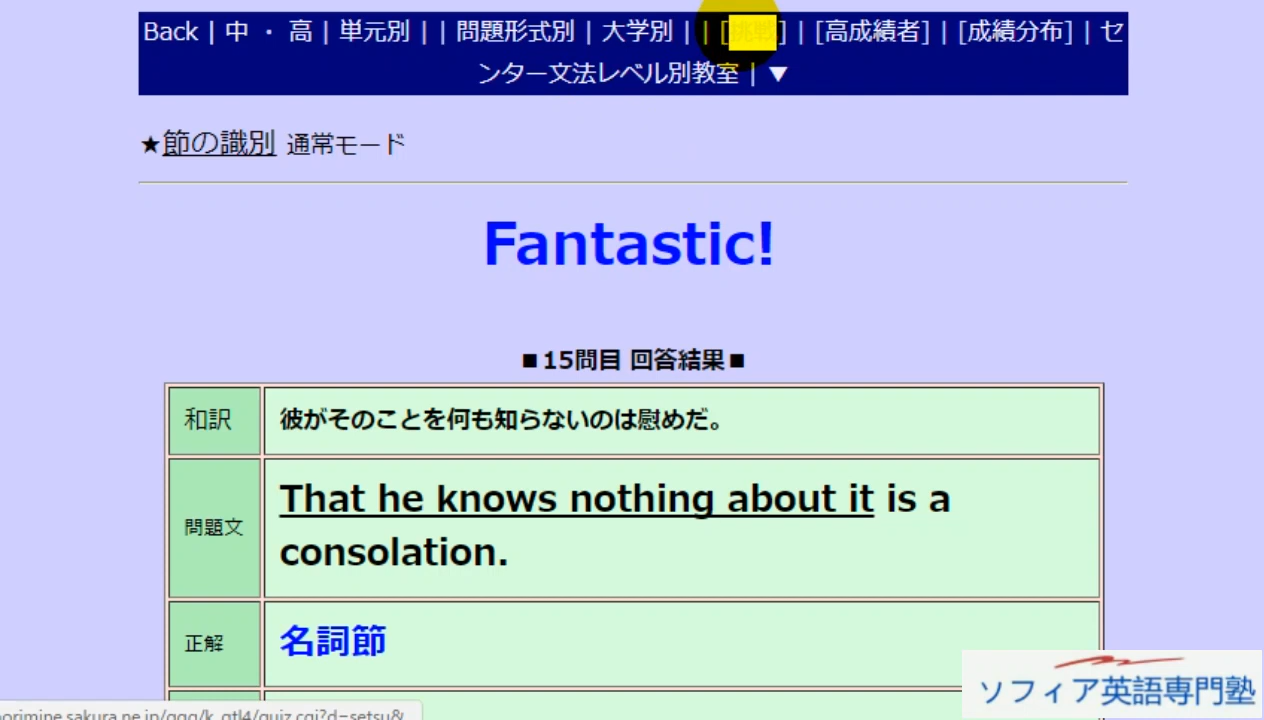 Back | 中 ・ 高 | 単元別 | | 問題形式別 | 大学別 | | [挑戦] | [高成績者] | [成績分布] | セ
ンター文法レベル別教室 | ▼
★節の識別 通常モード
Fantastic!
■15問目 回答結果■
和訳 彼がそのことを何も知らないのは慰めだ。
問題文 That he knows nothing about it is a
consolation.
正解 名詞節
ソフィア英語専門塾